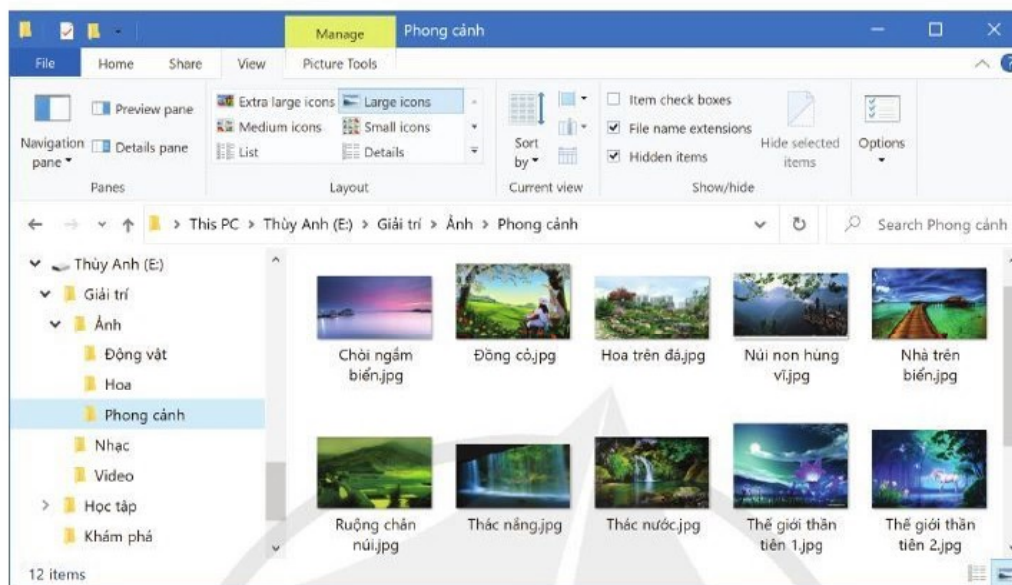 Manage Phong cảnh
File Home Share View Picture Tools
Navigation pane
Preview pane
Details pane
Panes
Extra large icons Large icons
Medium icons Small icons
List Details
Layout
Sort by
Current view
Item check boxes
File name extensions
Hidden items
Hide selected items
Show/hide
Options
> This PC > Thùy Anh (E:) > Giải trí > Ảnh > Phong cảnh
Search Phong cảnh
Thùy Anh (E:)
Giải trí
Ảnh
Động vật
Hoa
Phong cảnh
Nhạc
Video
Học tập
Khám phá
Chòi ngắm
biển.jpg
Đồng cỏ.jpg
Hoa trên đá.jpg
Núi non hùng
vĩ.jpg
Nhà trên
biển.jpg
Ruộng chân
núi.jpg
Thác nắng.jpg
Thác nước.jpg
Thế giới thần
tiên 1.jpg
Thế giới thần
tiên 2.jpg
12 items